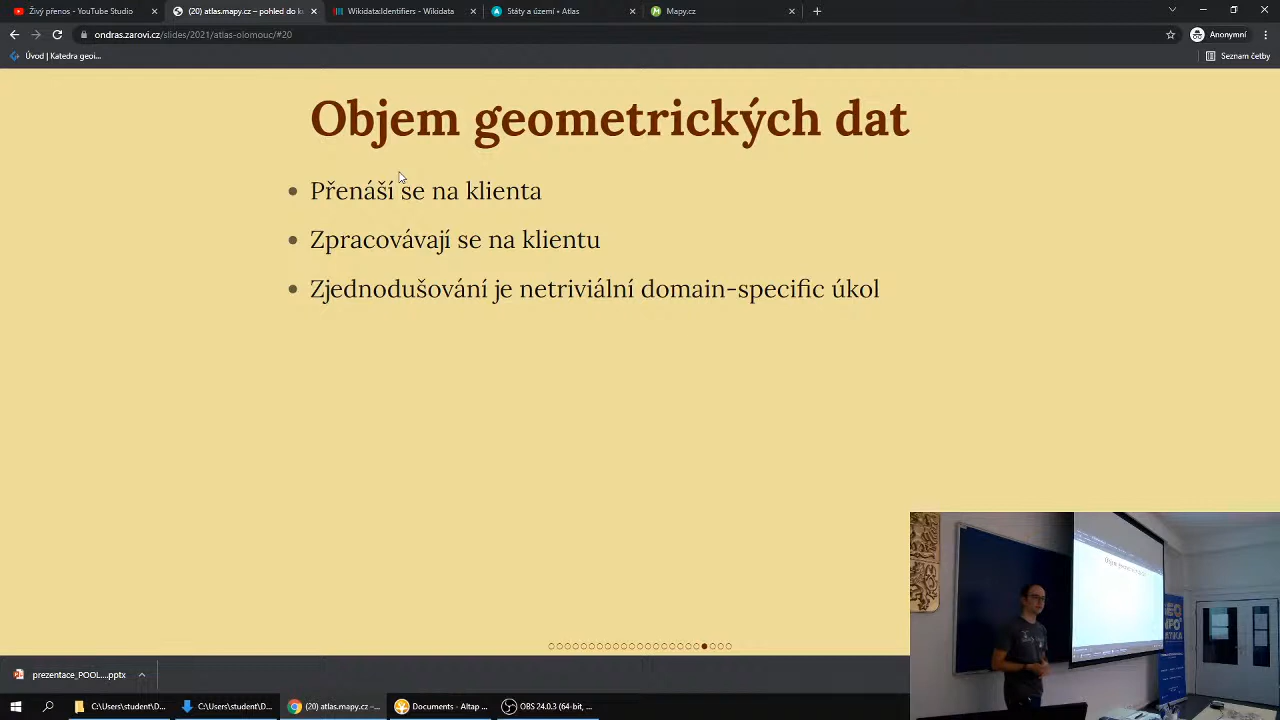 Živý přenos - YouTube Studio
(20) atlas.mapy.cz – pohled do ku
Wikidata:Identifiers - Wikidata
Státy a území • Atlas
Mapy.cz
ondras.zarovi.cz/slides/2021/atlas-olomouc/#20
Anonymní
Úvod | Katedra geoi...
Seznam četby
Objem geometrických dat
Přenáší se na klienta
Zpracovávají se na klientu
Zjednodušování je netriviální domain-specific úkol
prezentace_POOL....pptx
C:\Users\student\D...
C:\Users\student\D...
(20) atlas.mapy.cz –...
Documents - Altap ...
OBS 24.0.3 (64-bit, ...